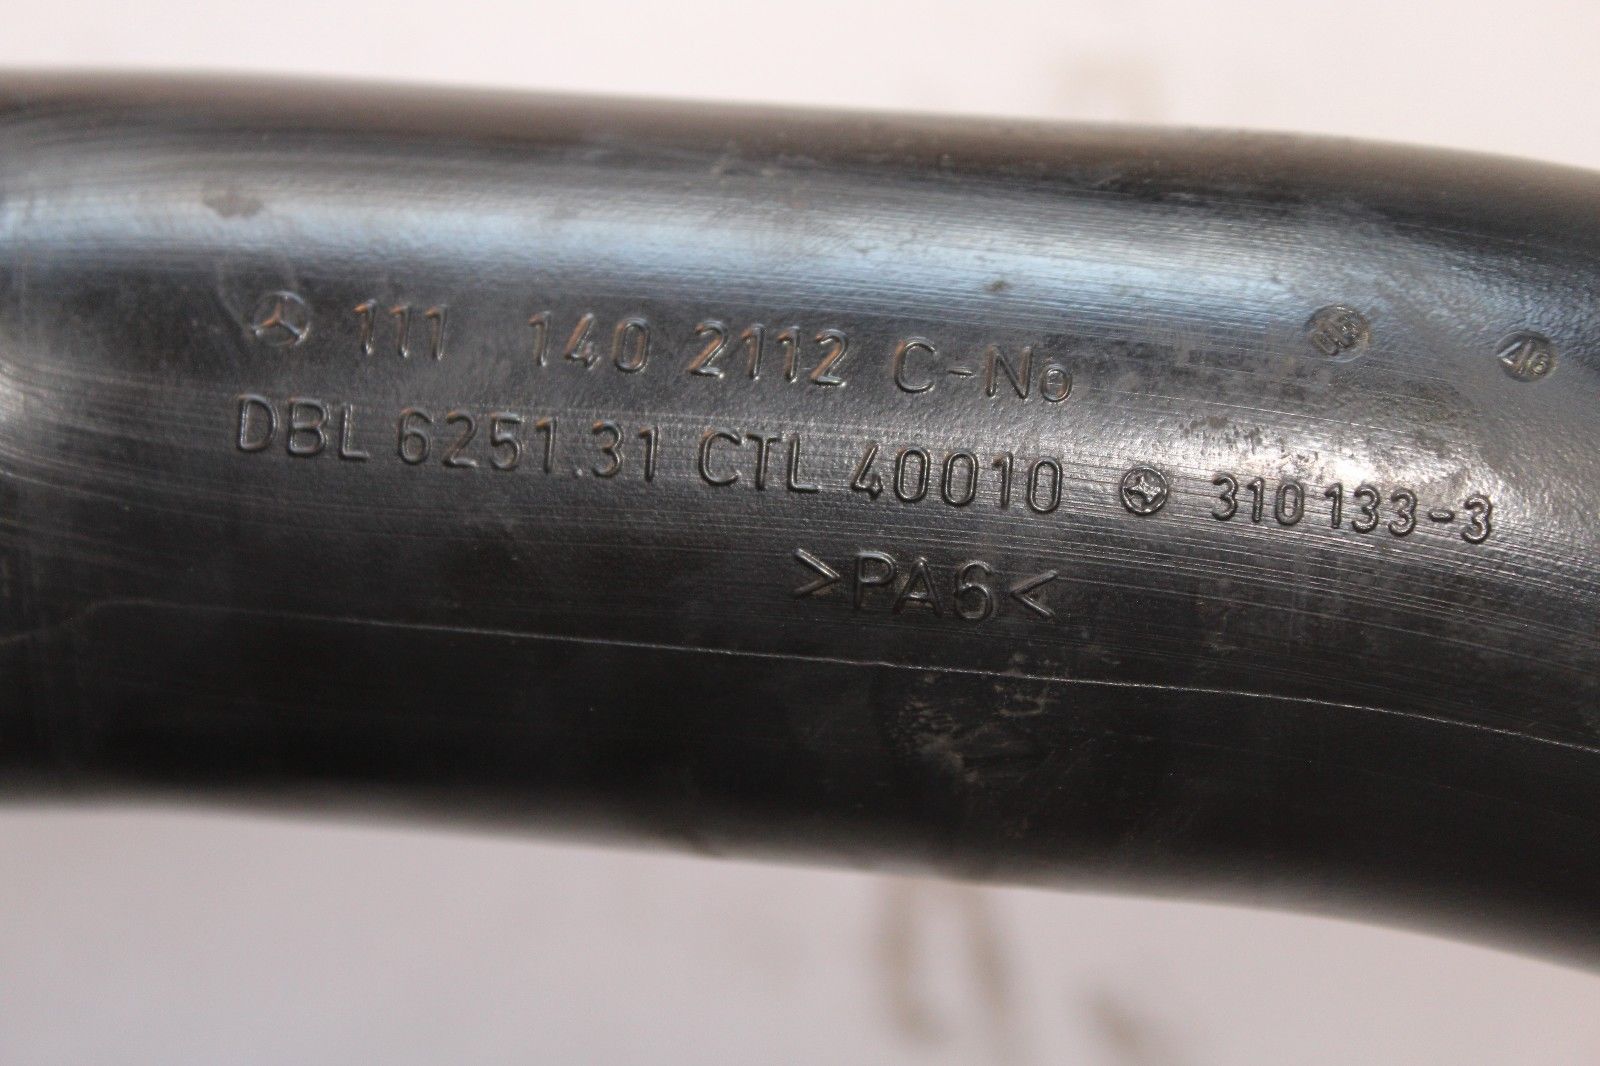 111 140 2112 C-No
DBL 6251.31 CTL 40010 310133-3
>PA6<